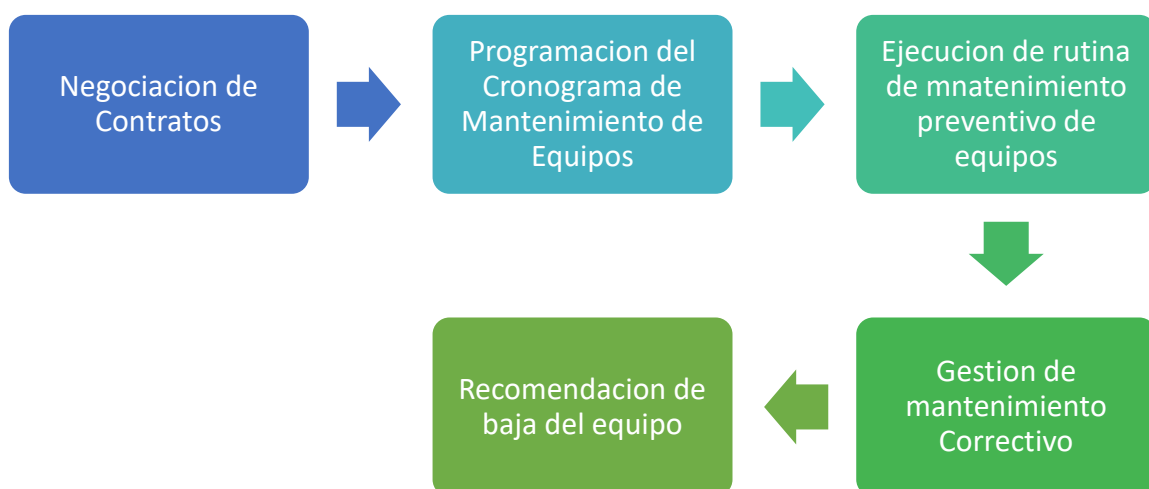 Negociacion de
Contratos
Programacion del
Cronograma de
Mantenimiento de
Equipos
Ejecucion de rutina
de mnatenimiento
preventivo de
equipos
Gestion de
mantenimiento
Correctivo
Recomendacion de
baja del equipo